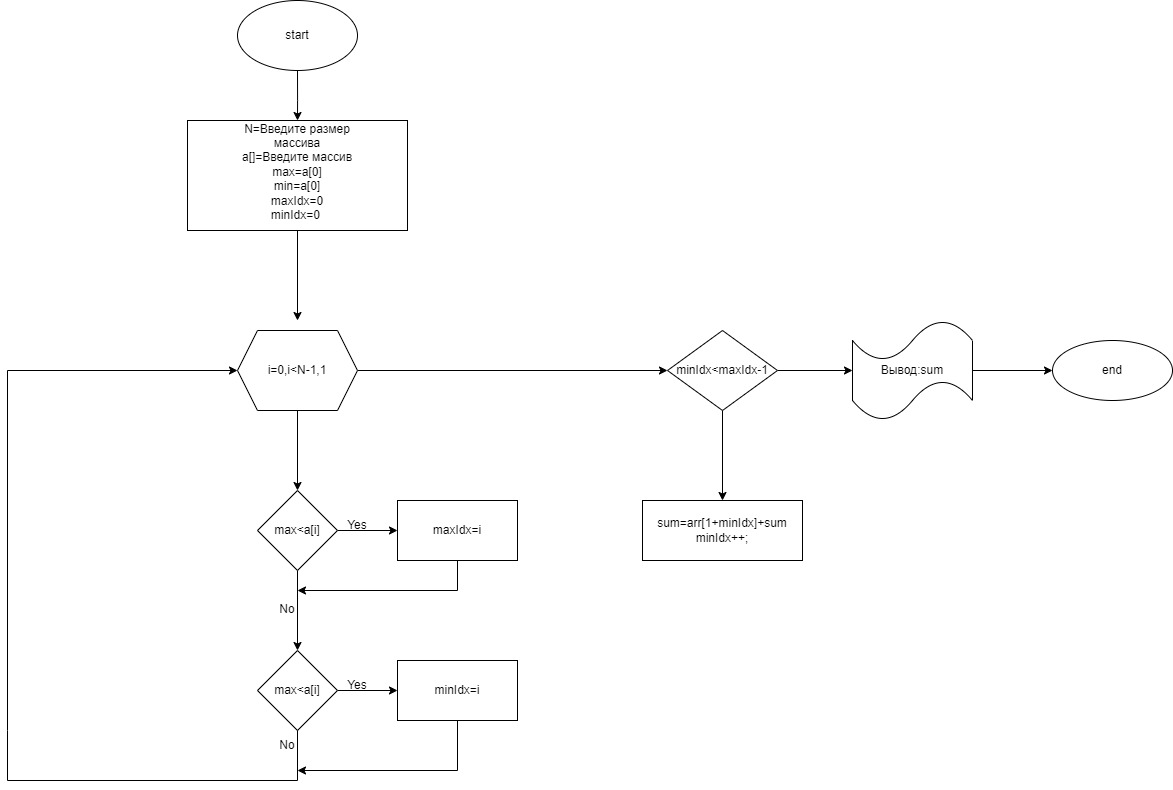 start
N=Введите размер
массива
a[]=Введите массив
max=a[0]
min=a[0]
maxIdx=0
minIdx=0
i=0,i<N-1,1
minIdx<maxIdx-1
Вывод:sum
end
max<a[i]
Yes
maxIdx=i
sum=arr[1+minIdx]+sum
minIdx++;
No
max<a[i]
Yes
minIdx=i
No